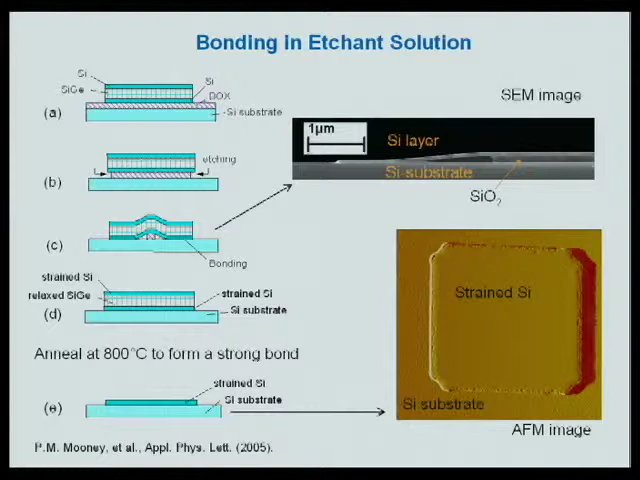 Bonding in Etchant Solution
Si
SiGe
Si
BOX
Si substrate
(a)
etching
(b)
(c)
Bonding
strained Si
relaxed SiGe
strained Si
Si substrate
(d)
Anneal at 800°C to form a strong bond
strained Si
Si substrate
(e)
P.M. Mooney, et al., Appl. Phys. Lett. (2005).
SEM image
1µm
Si layer
Si-substrate
SiO2
Strained Si
Si substrate
AFM image